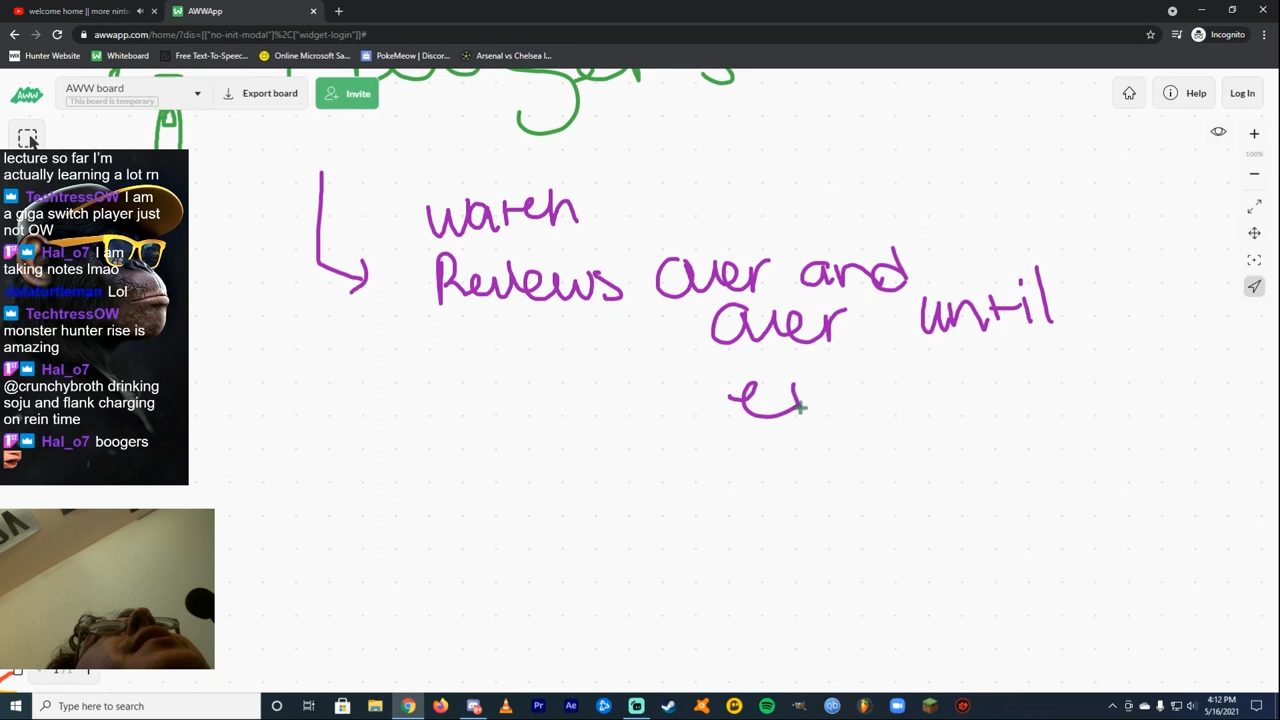 welcome home || more ninte
AWWApp
awwapp.com/home/?dis=[["no-init-modal"]%2C["widget-login"]]#
Incognito
Hunter Website
Whiteboard
Free Text-To-Speec...
Online Microsoft Sa...
PokeMeow | Discor...
Arsenal vs Chelsea l...
AWW board
This board is temporary
Export board
Invite
Help
Log In
100%
lecture so far I'm
actually learning a lot rn
TechtressOW I am
a giga switch player just
not OW
Hal_o7 I am
taking notes lmao
Lol
TechtressOW
monster hunter rise is
amazing
Hal_o7
@crunchybroth drinking
soju and flank charging
on rein time
Hal_o7 boogers
watch
Reviews Over and
Over until
Type here to search
4:12 PM
5/16/2021